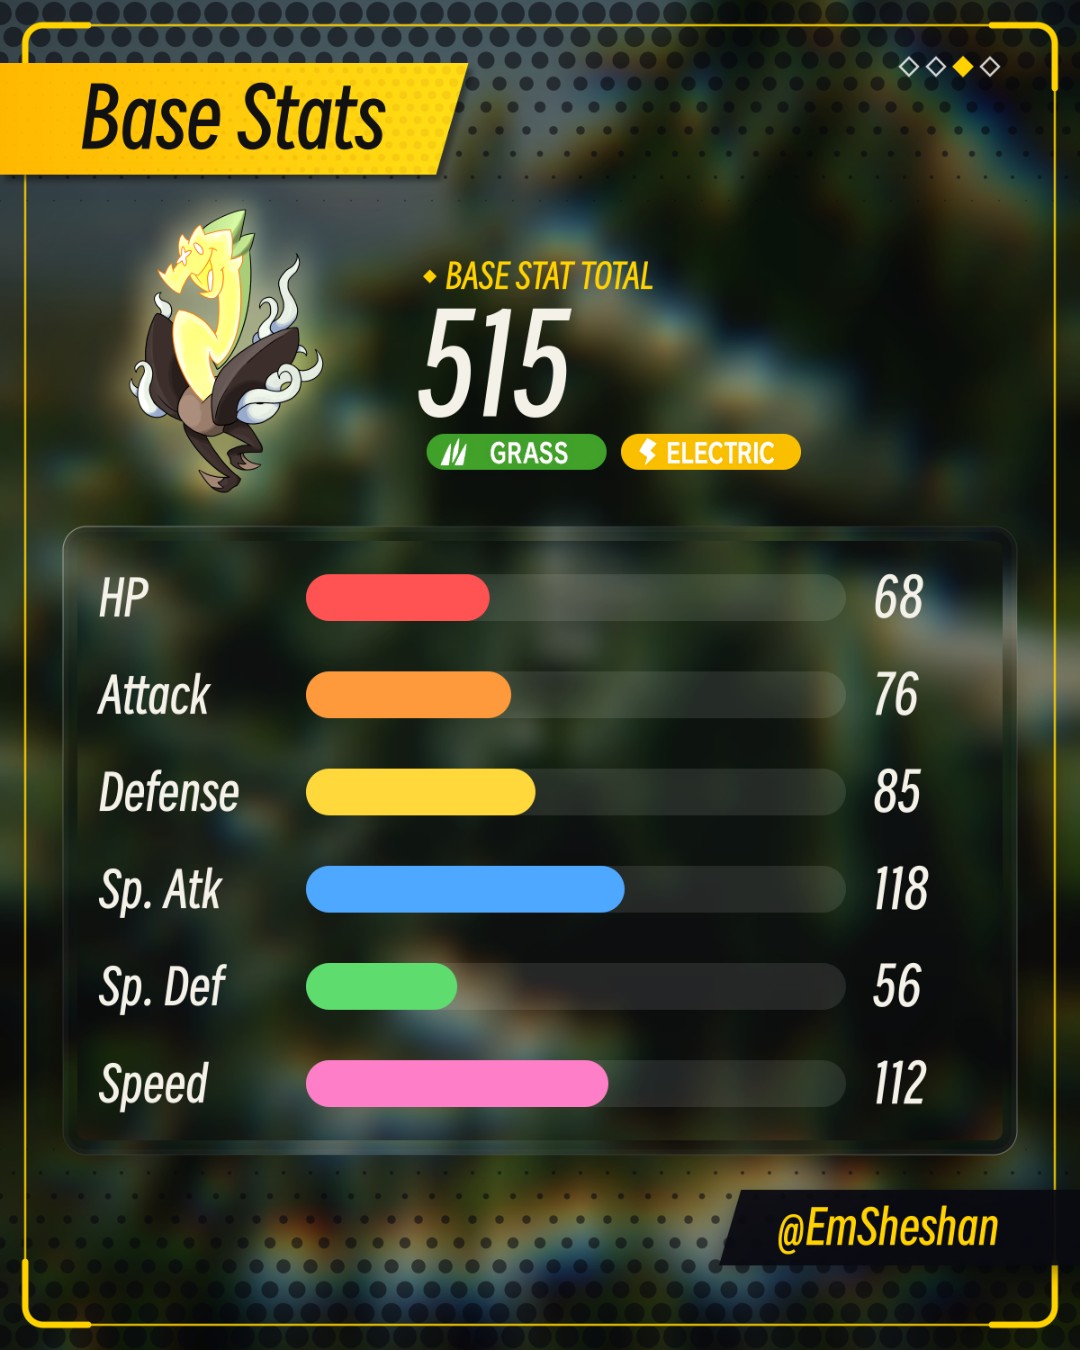 Base Stats
BASE STAT TOTAL
515
GRASS ELECTRIC
HP 68
Attack 76
Defense 85
Sp. Atk 118
Sp. Def 56
Speed 112
@EmSheshan